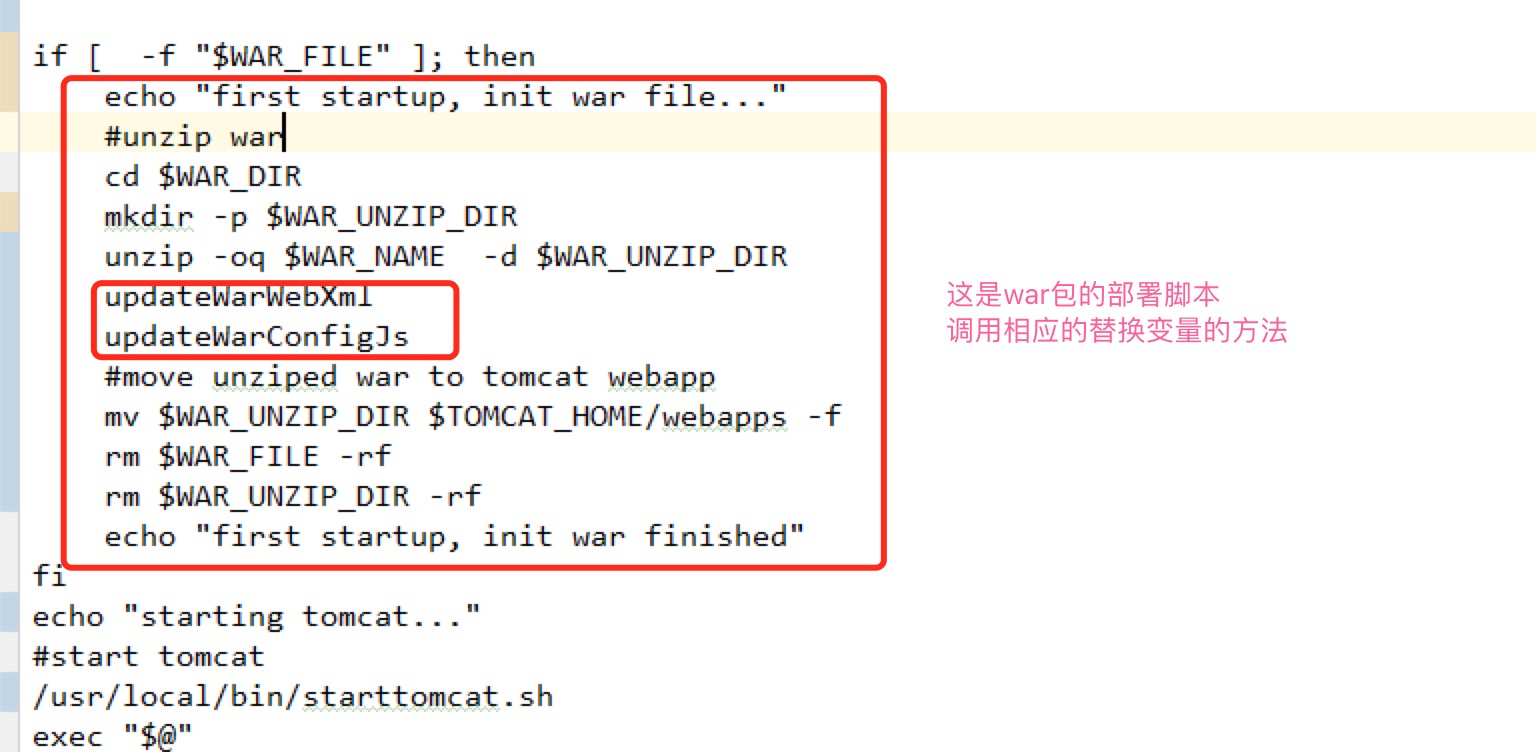 if [  -f "$WAR_FILE" ]; then
    echo "first startup, init war file..."
    #unzip war
    cd $WAR_DIR
    mkdir -p $WAR_UNZIP_DIR
    unzip -oq $WAR_NAME  -d $WAR_UNZIP_DIR
    updateWarWebXml
    updateWarConfigJs
    #move unziped war to tomcat webapp
    mv $WAR_UNZIP_DIR $TOMCAT_HOME/webapps -f
    rm $WAR_FILE -rf
    rm $WAR_UNZIP_DIR -rf
    echo "first startup, init war finished"
fi
echo "starting tomcat..."
#start tomcat
/usr/local/bin/starttomcat.sh
exec "$@"
这是war包的部署脚本
调用相应的替换变量的方法